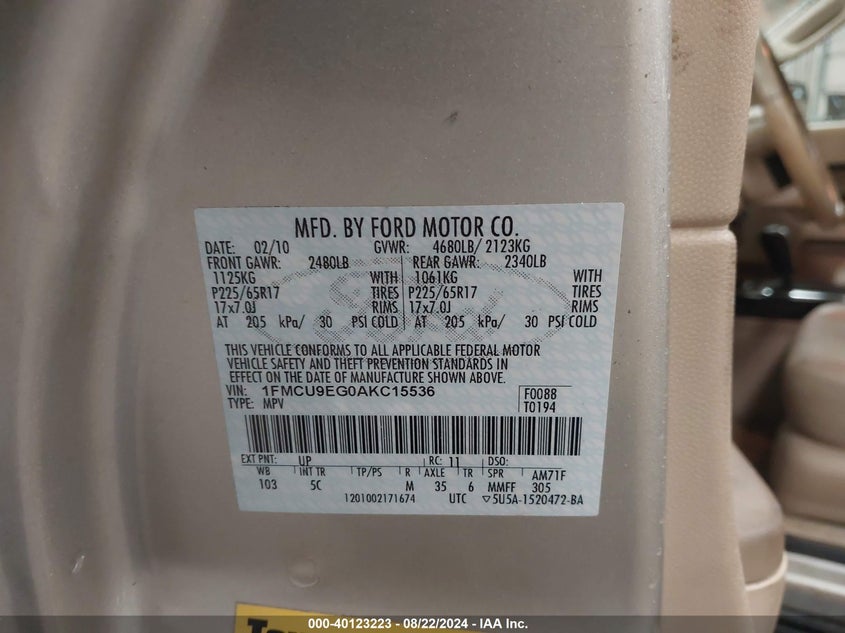 MFD. BY FORD MOTOR CO.
DATE: 02/10 GVWR: 4680LB/ 2123KG
FRONT GAWR: 2480LB REAR GAWR: 2340LB
1125KG WITH 1061KG WITH
P225/65R17 TIRES P225/65R17 TIRES
17x7.0J RIMS 17x7.0J RIMS
AT 205 kPa/ 30 PSI COLD AT 205 kPa/ 30 PSI COLD
THIS VEHICLE CONFORMS TO ALL APPLICABLE FEDERAL MOTOR
VEHICLE SAFETY AND THEFT PREVENTION STANDARDS IN
EFFECT ON THE DATE OF MANUFACTURE SHOWN ABOVE.
VIN: 1FMCU9EG0AKC15536 F0088
TYPE: MPV T0194
EXT PNT: UP RC: 11 DSO:
WB INT TR TP/PS R AXLE TR SPR AM71F
103 5C M 35 6 MMFF 305
1201002171674 UTC ▽5U5A-1520472-BA
000-40123223 - 08/22/2024 - IAA Inc.